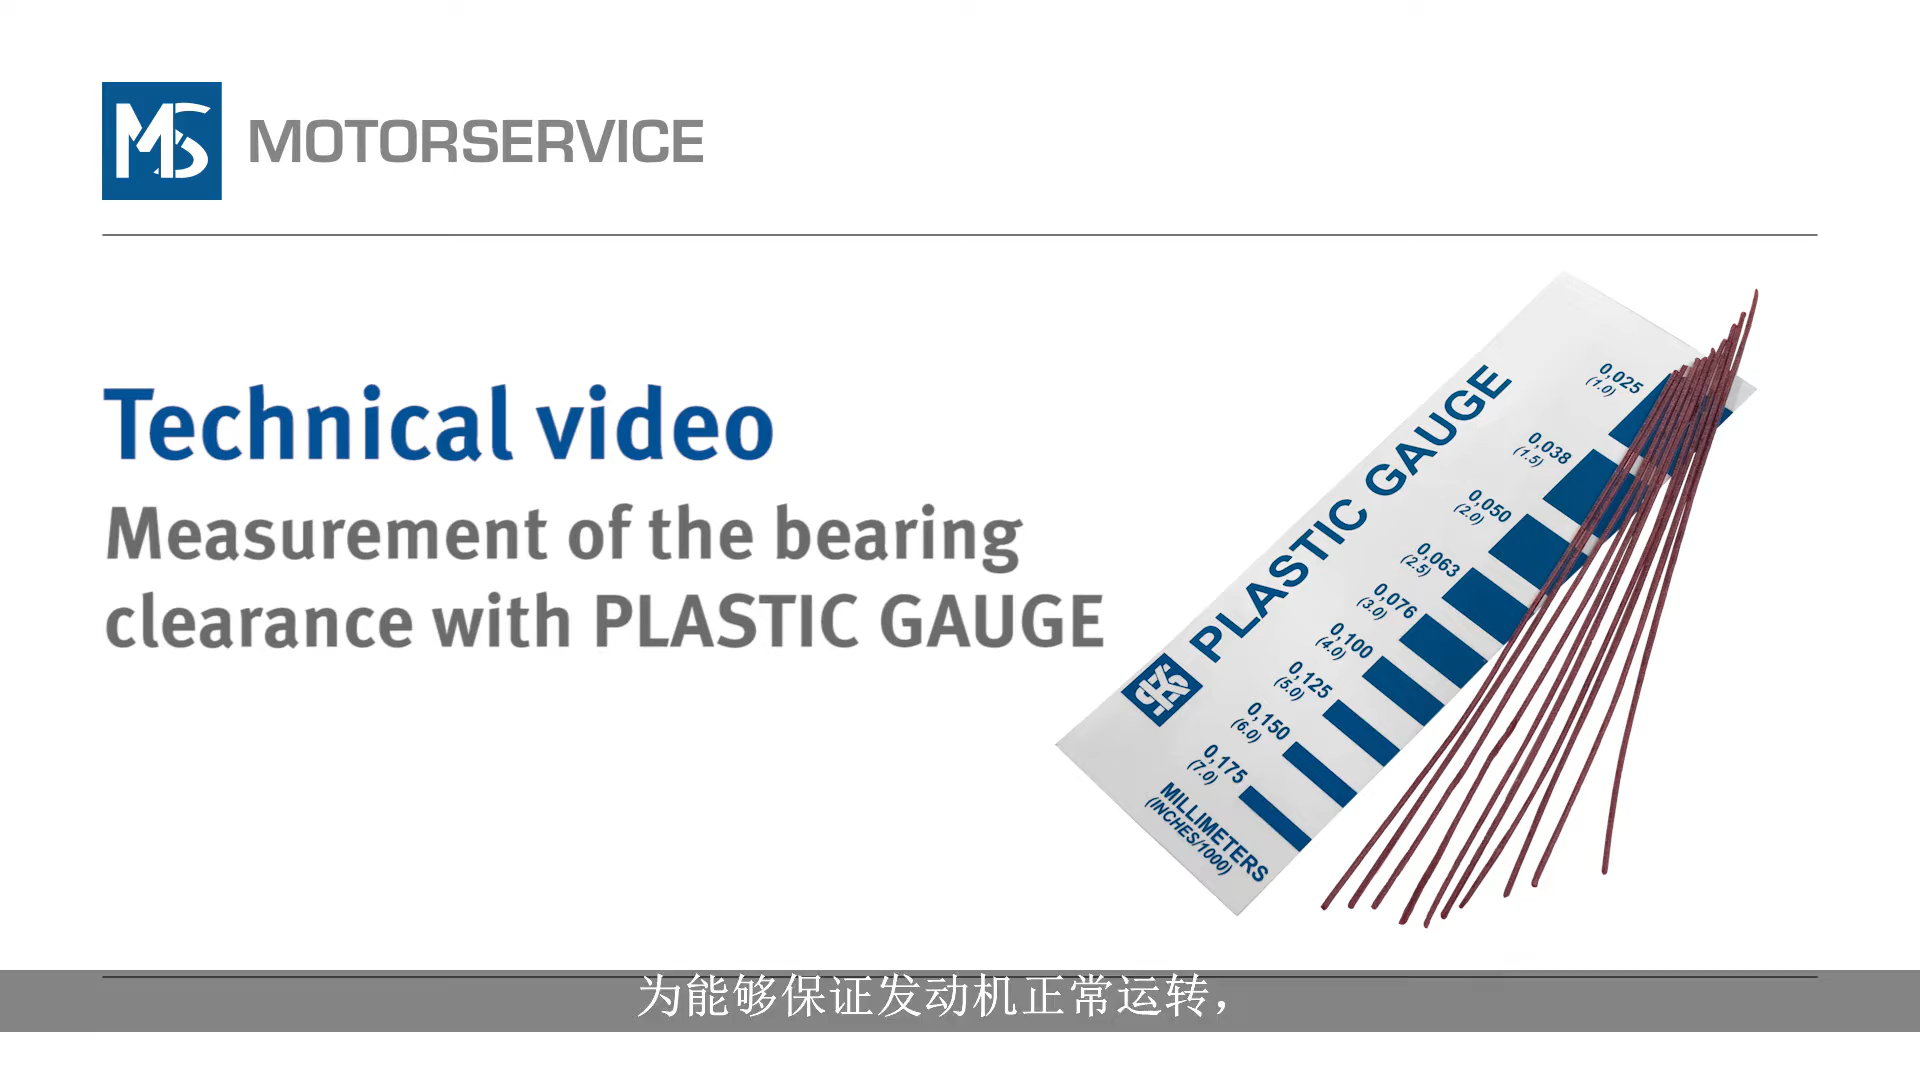 MS MOTORSERVICE
Technical video
Measurement of the bearing
clearance with PLASTIC GAUGE
KS PLASTIC GAUGE
0,025
(1.0)
0,038
(1.5)
0,050
(2.0)
0,063
(2.5)
0,076
(3.0)
0,100
(4.0)
0,125
(5.0)
0,150
(6.0)
0,175
(7.0)
MILLIMETERS
(INCHES/1000)
为能够保证发动机正常运转，